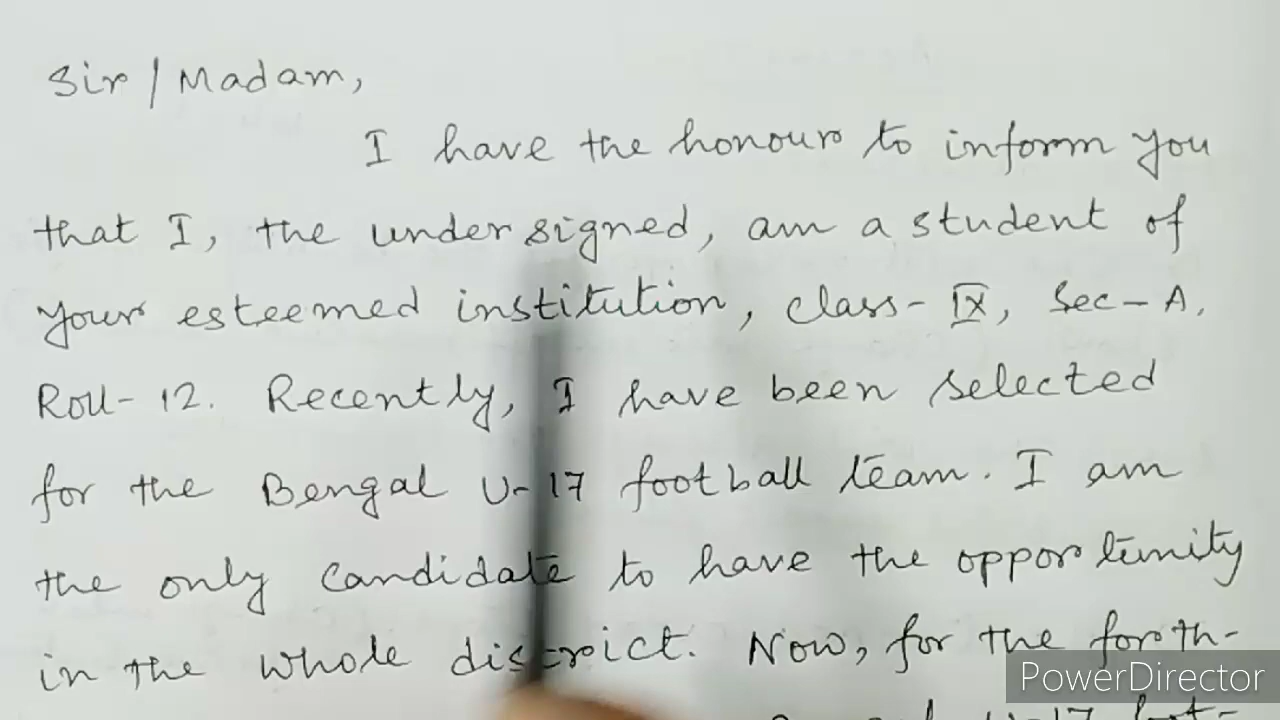 Sir / Madam,
I have the honour to inform you
that I, the undersigned, am a student of
your esteemed institution, class- IX, Sec-A,
Roll-12. Recently, I have been selected
for the Bengal U-17 football team. I am
the only candidate to have the opportunity
in the whole district. Now, for the forth-
PowerDirector
U-17 foot-